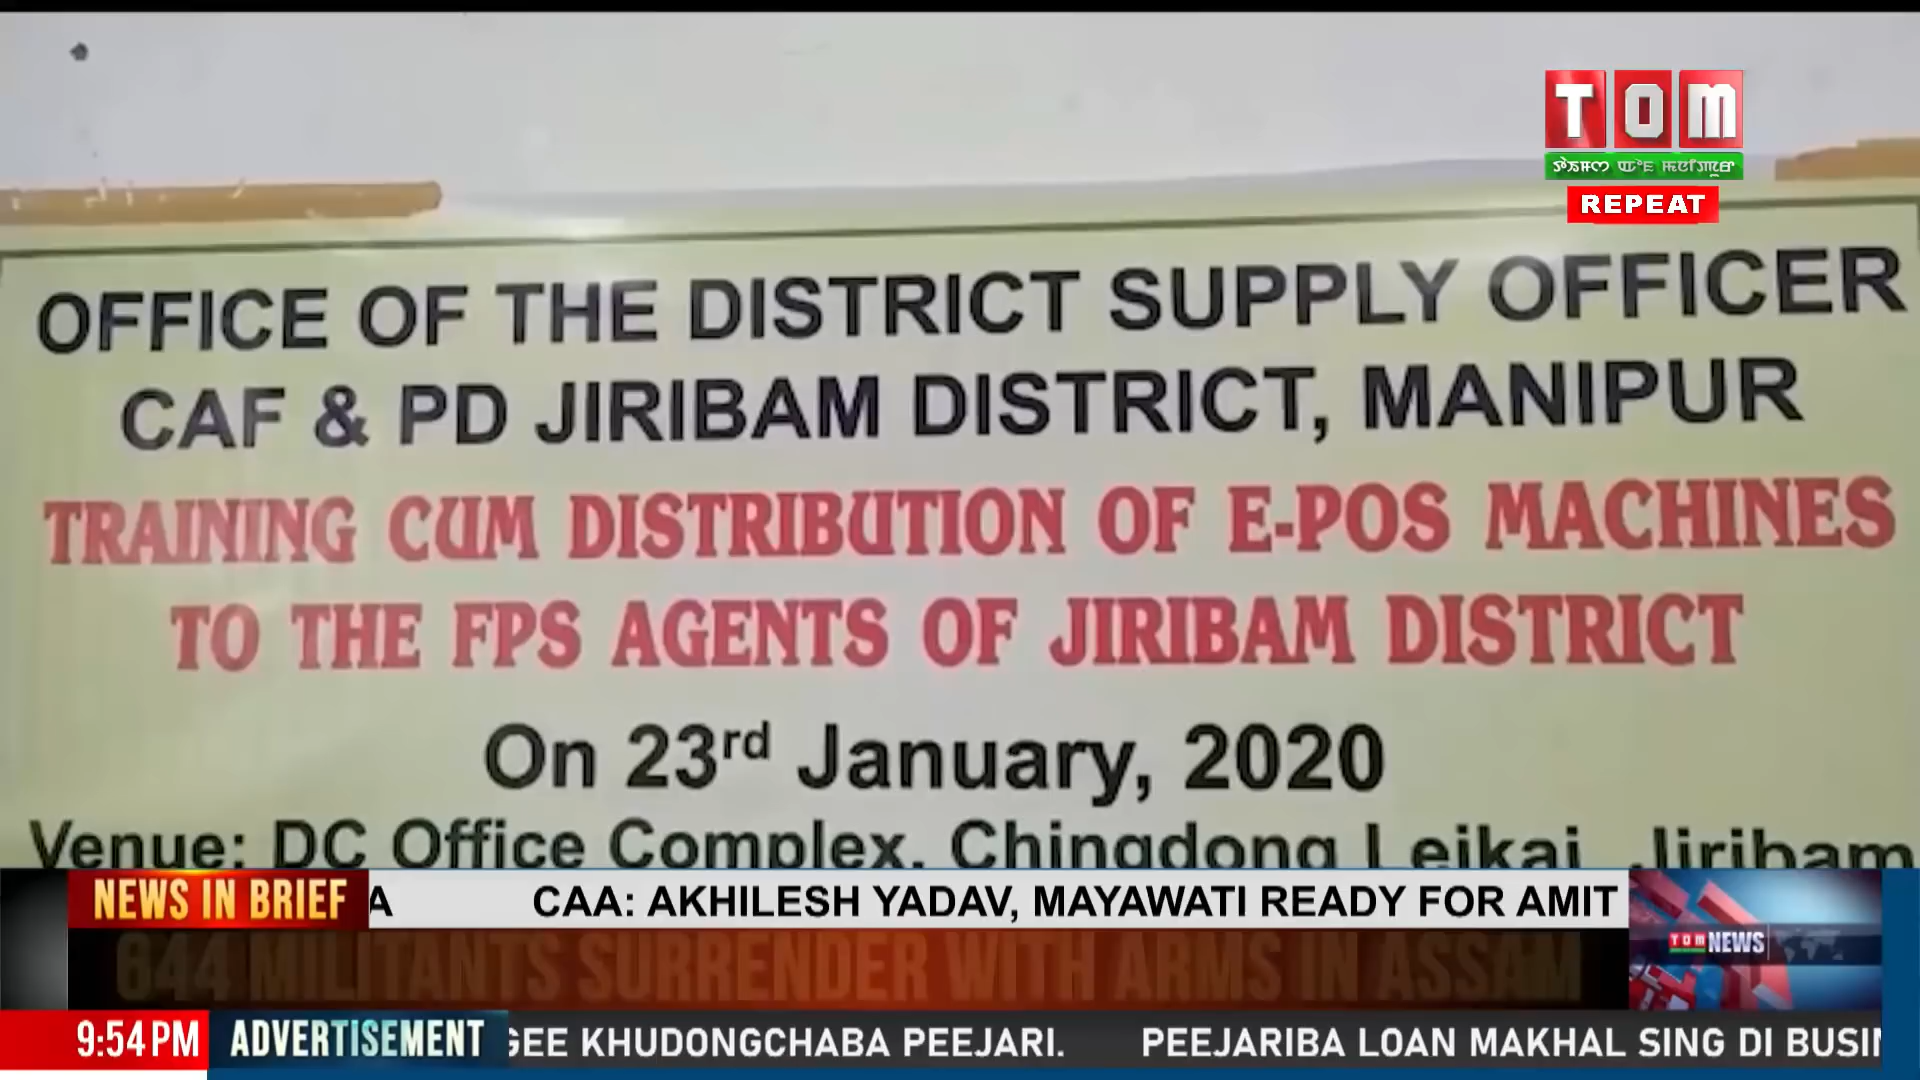 TOM
REPEAT
OFFICE OF THE DISTRICT SUPPLY OFFICER
CAF & PD JIRIBAM DISTRICT, MANIPUR
TRAINING CUM DISTRIBUTION OF E-POS MACHINES
TO THE FPS AGENTS OF JIRIBAM DISTRICT
On 23rd January, 2020
Venue: DC Office Complex, Chingdong Leikai, Jiribam
NEWS IN BRIEF
A CAA: AKHILESH YADAV, MAYAWATI READY FOR AMIT
644 MILITANTS SURRENDER WITH ARMS IN ASSAM
TOM NEWS
9:54 PM ADVERTISEMENT GEE KHUDONGCHABA PEEJARI. PEEJARIBA LOAN MAKHAL SING DI BUSIN